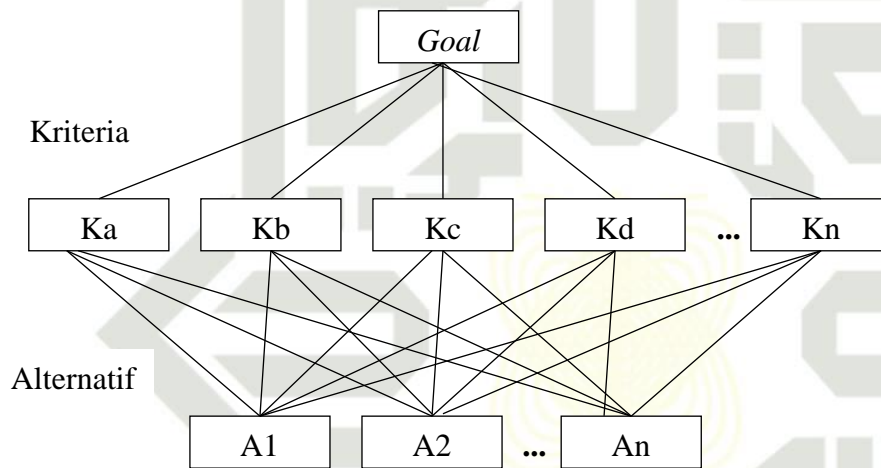 Goal
Kriteria
Ka Kb Kc Kd ... Kn
Alternatif
A1 A2 ... An